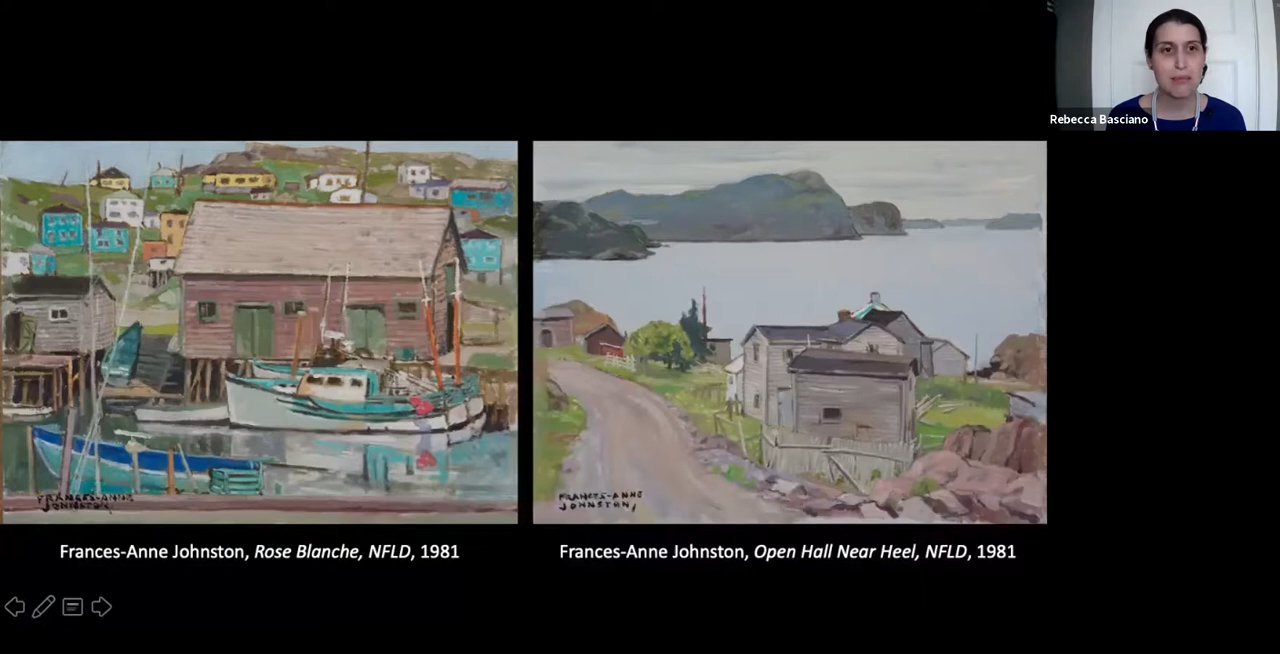 Rebecca Basciano
FRANCES-ANNE
JOHNSTON
FRANCES-ANNE
JOHNSTON
Frances-Anne Johnston, Rose Blanche, NFLD, 1981
Frances-Anne Johnston, Open Hall Near Heel, NFLD, 1981